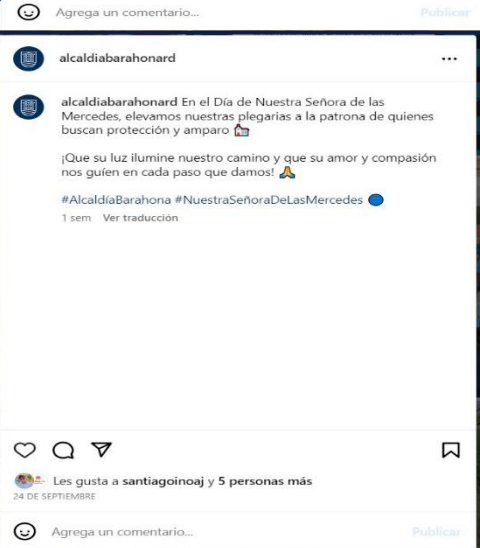 Agrega un comentario... Publicar
alcaldiabarahonard
alcaldiabarahonard En el Día de Nuestra Señora de las
Mercedes, elevamos nuestras plegarias a la patrona de quienes
buscan protección y amparo
¡Que su luz ilumine nuestro camino y que su amor y compasión
nos guíen en cada paso que damos! 🙏
#AlcaldíaBarahona #NuestraSeñoraDeLasMercedes 🔵
1 sem Ver traducción
Les gusta a santiagoinoaj y 5 personas más
24 DE SEPTIEMBRE
Agrega un comentario... Publicar